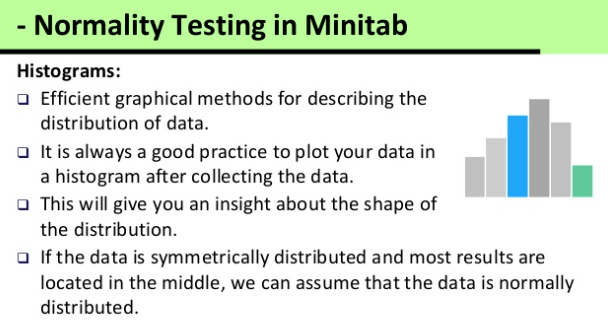 - Normality Testing in Minitab
Histograms:
❑ Efficient graphical methods for describing the
distribution of data.
❑ It is always a good practice to plot your data in
a histogram after collecting the data.
❑ This will give you an insight about the shape of
the distribution.
❑ If the data is symmetrically distributed and most results are
located in the middle, we can assume that the data is normally
distributed.